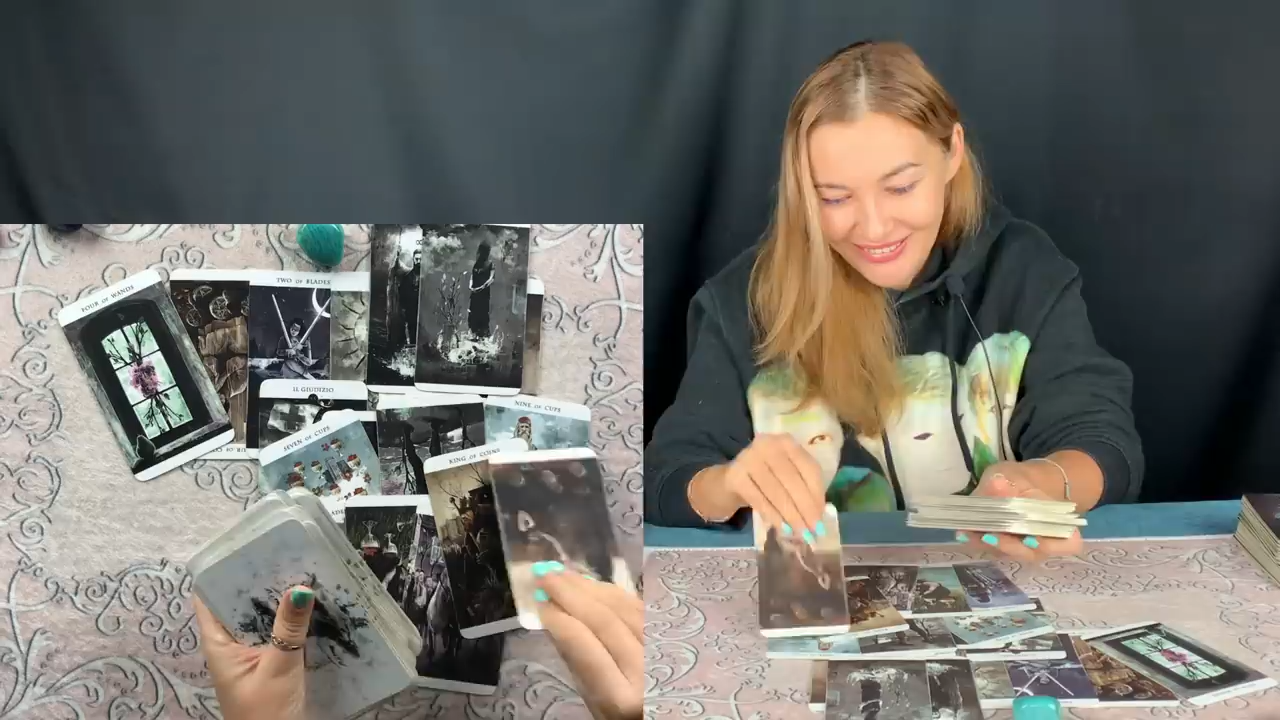 FOUR OF WANDS
TWO OF BLADES
IL GIUDIZIO
SEVEN OF CUPS
NINE OF CUPS
KING OF COINS